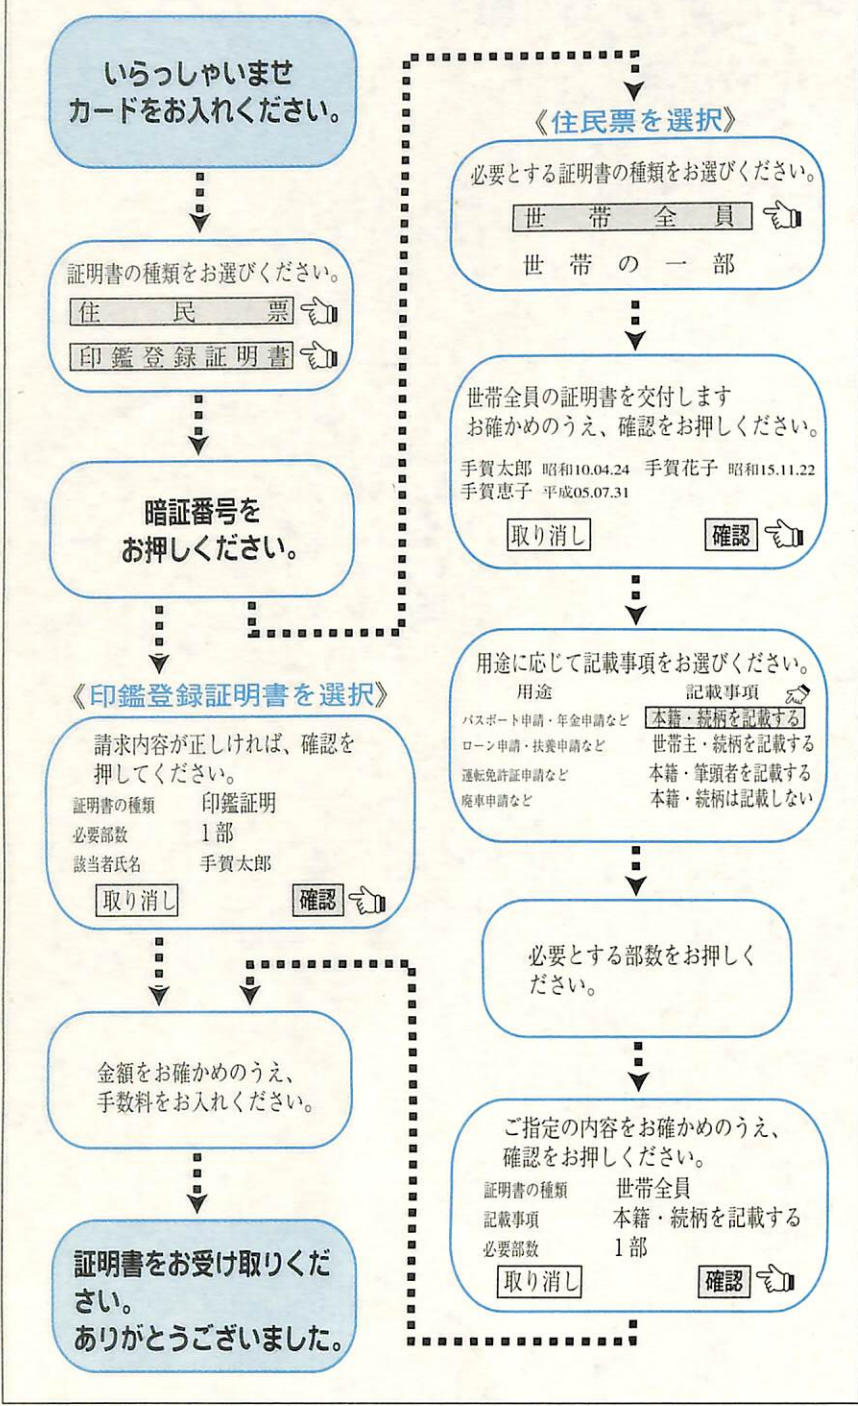 いらっしゃいませ
カードをお入れください。
証明書の種類をお選びください。
住民票
印鑑登録証明書
暗証番号を
お押しください。
《印鑑登録証明書を選択》
請求内容が正しければ、確認を
押してください。
証明書の種類 印鑑証明
必要部数 1部
該当者氏名 手賀太郎
取り消し 確認
《住民票を選択》
必要とする証明書の種類をお選びください。
世帯全員
世帯の一部
世帯全員の証明書を交付します
お確かめのうえ、確認をお押しください。
手賀太郎 昭和10.04.24 手賀花子 昭和15.11.22
手賀恵子 平成05.07.31
取り消し 確認
用途に応じて記載事項をお選びください。
用途 記載事項
パスポート申請・年金申請など 本籍・続柄を記載する
ローン申請・扶養申請など 世帯主・続柄を記載する
運転免許証申請など 本籍・筆頭者を記載する
廃車申請など 本籍・続柄は記載しない
必要とする部数をお押しく
ださい。
ご指定の内容をお確かめのうえ、
確認をお押しください。
証明書の種類 世帯全員
記載事項 本籍・続柄を記載する
必要部数 1部
取り消し 確認
金額をお確かめのうえ、
手数料をお入れください。
証明書をお受け取りくだ
さい。
ありがとうございました。